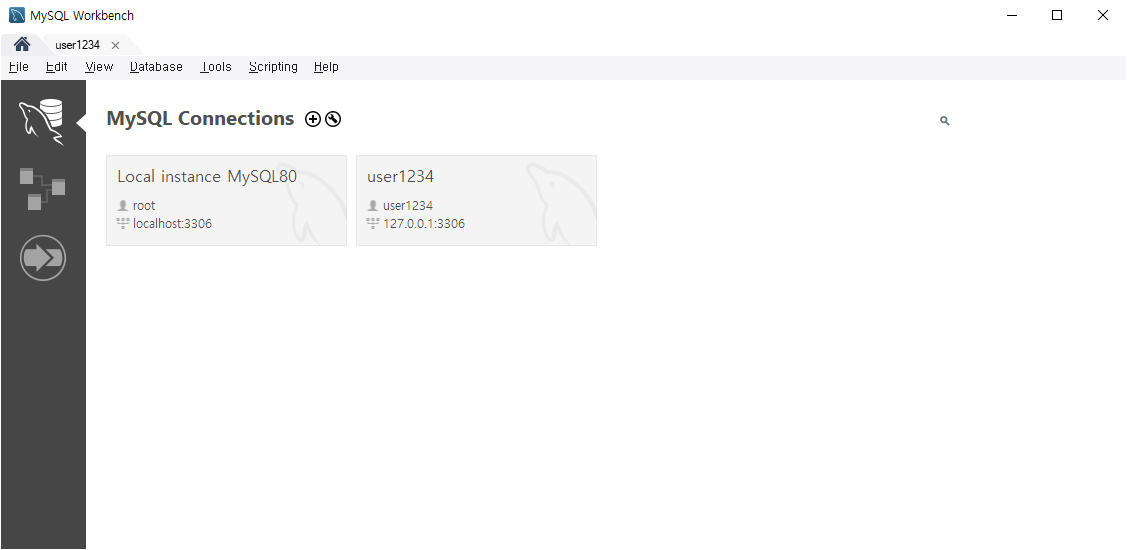 MySQL Workbench
user1234
File Edit View Database Tools Scripting Help
MySQL Connections
Local instance MySQL80
root
localhost:3306
user1234
user1234
127.0.0.1:3306